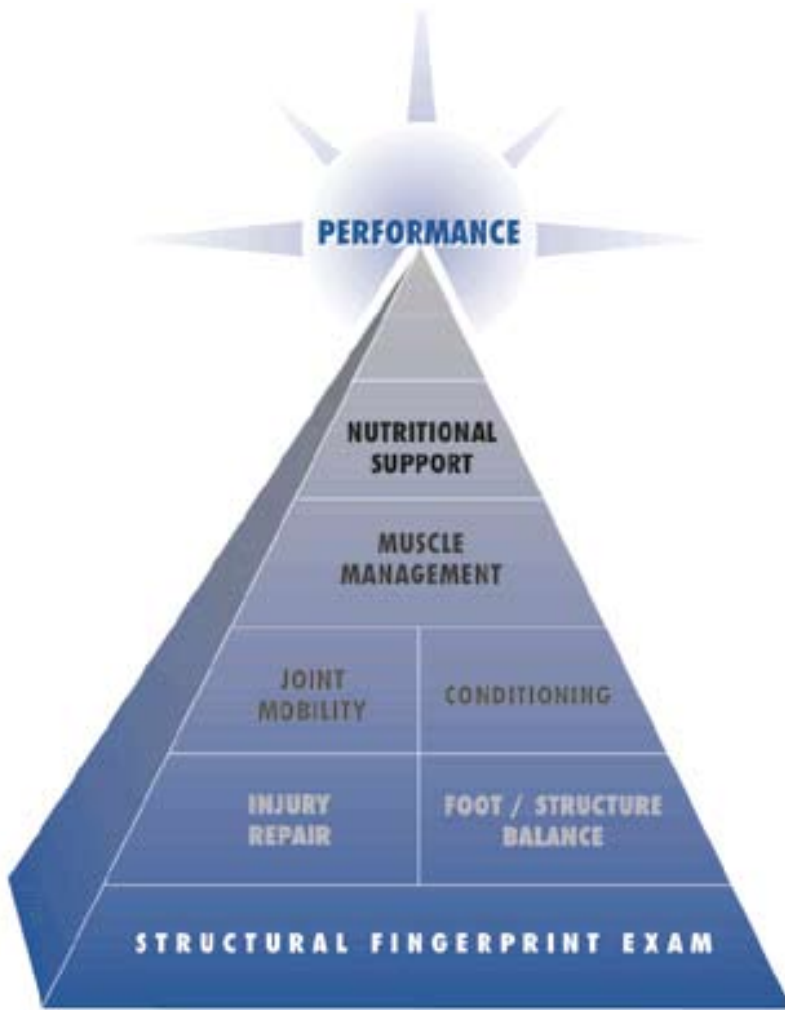 PERFORMANCE
NUTRITIONAL
SUPPORT
MUSCLE
MANAGEMENT
JOINT
MOBILITY
CONDITIONING
INJURY
REPAIR
FOOT / STRUCTURE
BALANCE
STRUCTURAL FINGERPRINT EXAM